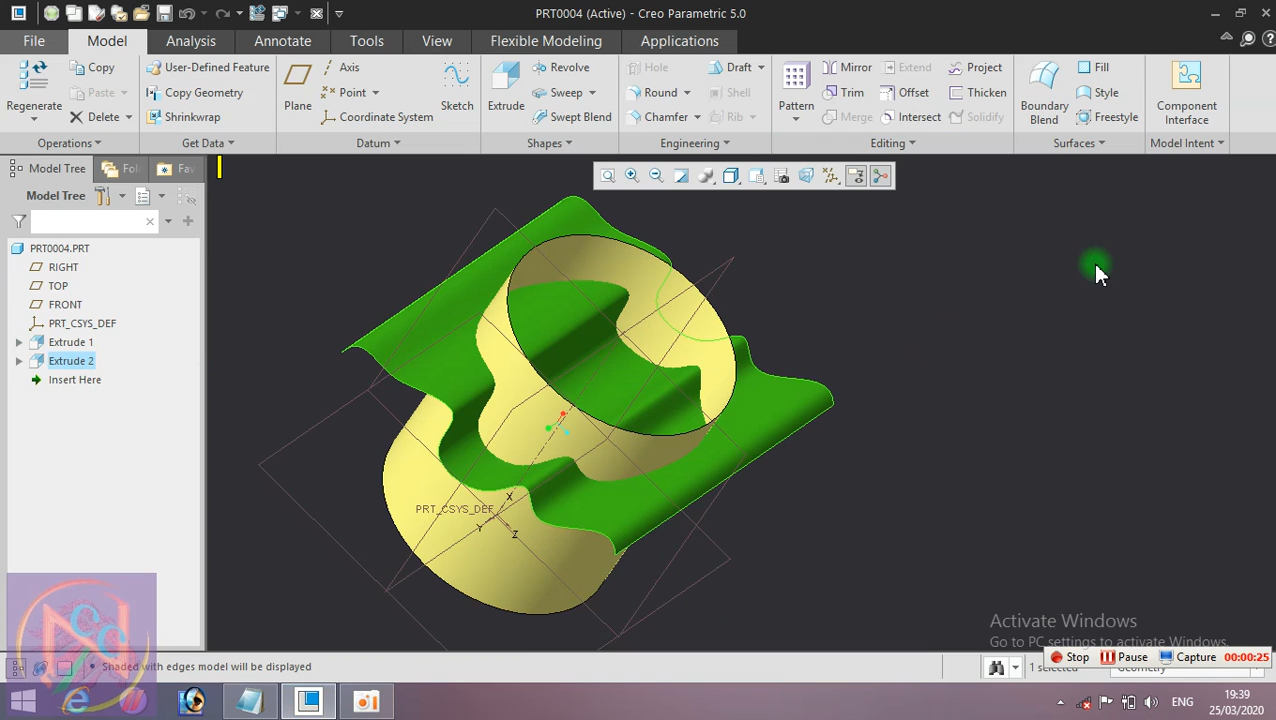 PRT0004 (Active) - Creo Parametric 5.0
File Model Analysis Annotate Tools View Flexible Modeling Applications
Copy User-Defined Feature Axis Revolve Hole Draft Mirror Extend Project Fill
Regenerate Paste Copy Geometry Plane Point Sketch Extrude Sweep Round Shell Pattern Trim Offset Thicken Boundary Blend Style Component Interface
Delete Shrinkwrap Coordinate System Swept Blend Chamfer Rib Merge Intersect Solidify Freestyle
Operations Get Data Datum Shapes Engineering Editing Surfaces Model Intent
Model Tree Fol Fav
Model Tree
PRT0004.PRT
RIGHT
TOP
FRONT
PRT_CSYS_DEF
Extrude 1
Extrude 2
Insert Here
X
PRT_CSYS_DEF
Y
Z
Activate Windows
Go to PC settings to activate Windows.
Stop Pause Capture 00:00:25
Shaded with edges model will be displayed
1 selected Geometry
ENG
19:39
25/03/2020